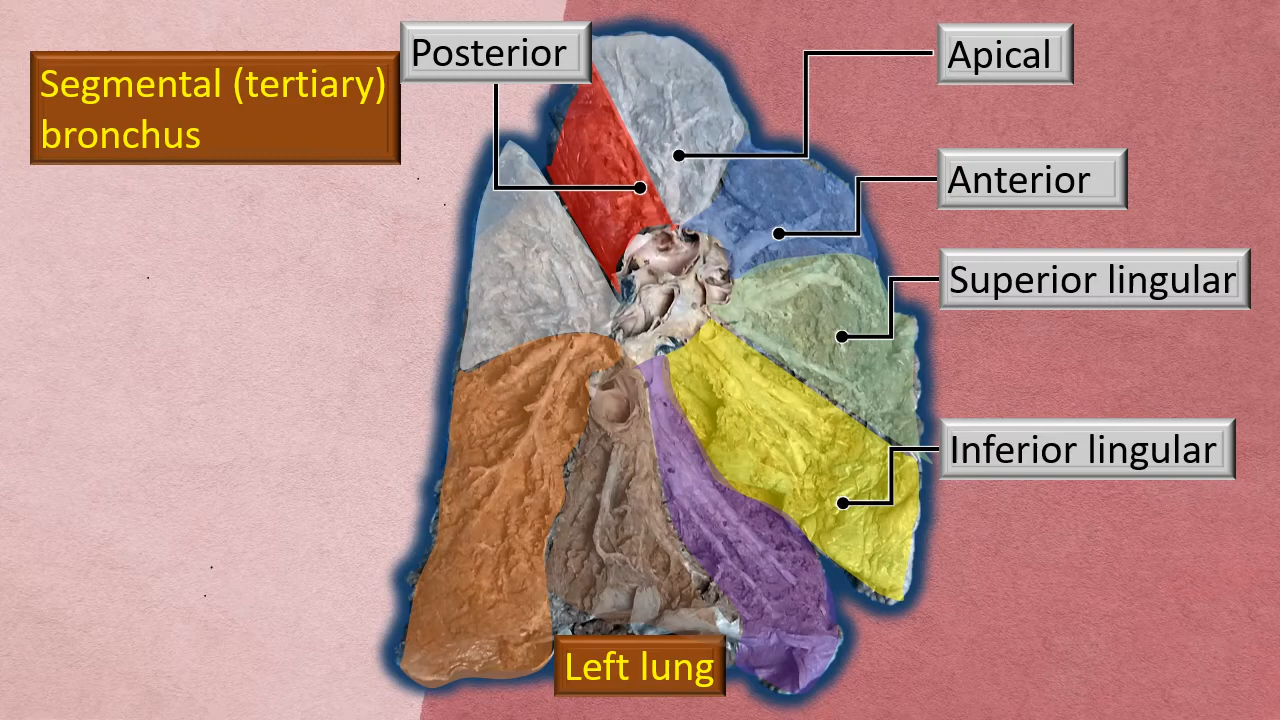 Segmental (tertiary)
bronchus
Posterior
Apical
Anterior
Superior lingular
Inferior lingular
Left lung